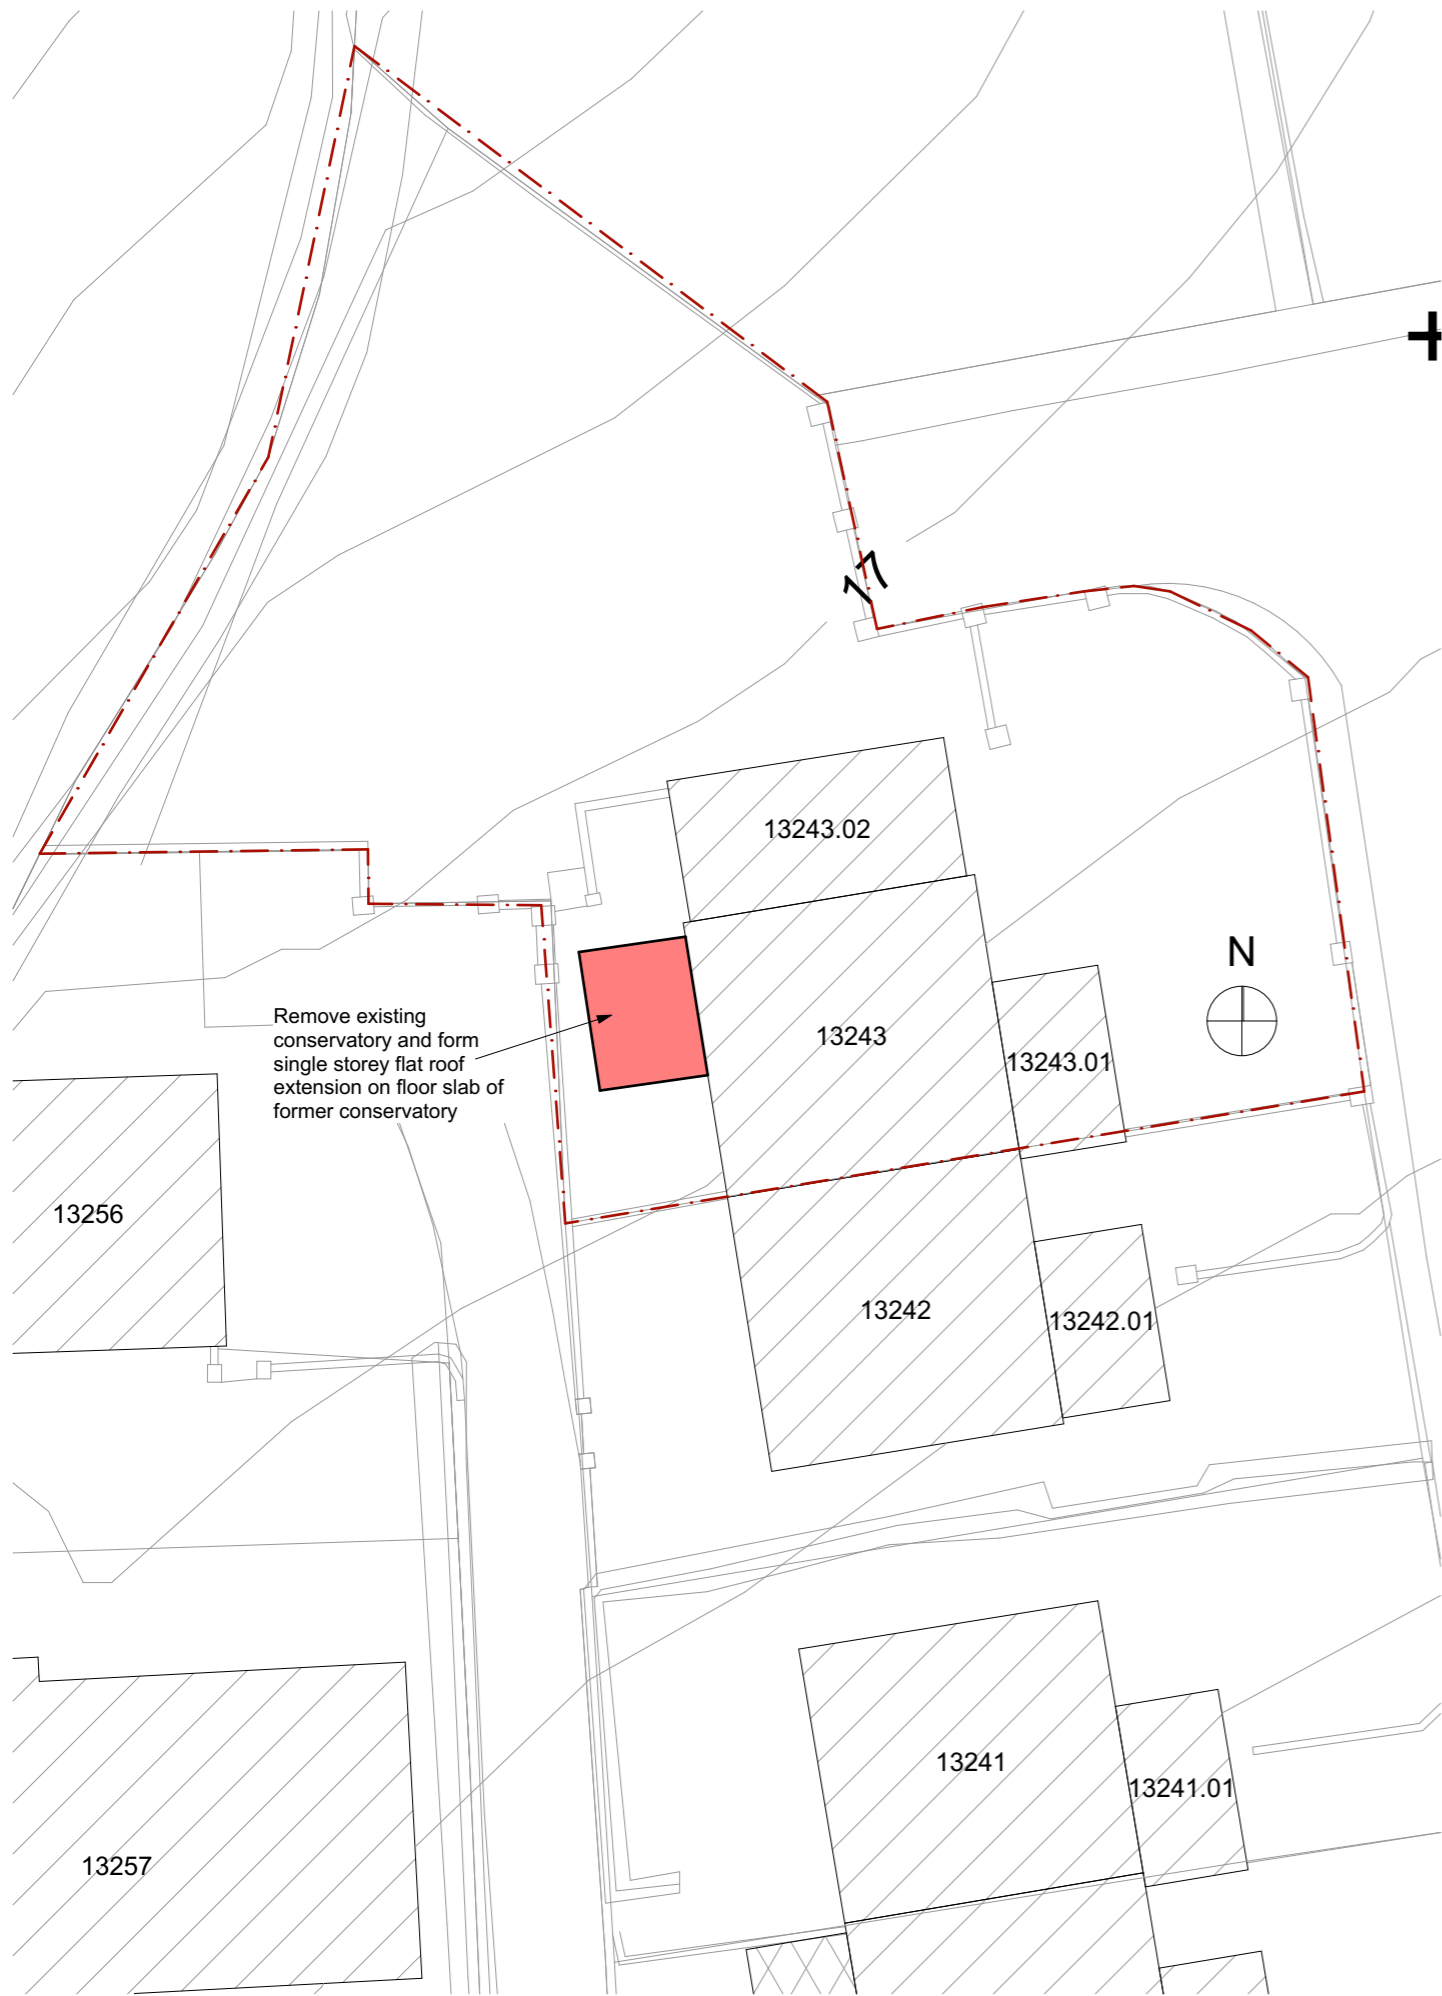 17
13243.02
N
Remove existing
conservatory and form
single storey flat roof
extension on floor slab of
former conservatory
13243
13243.01
13256
13242
13242.01
13241
13241.01
13257